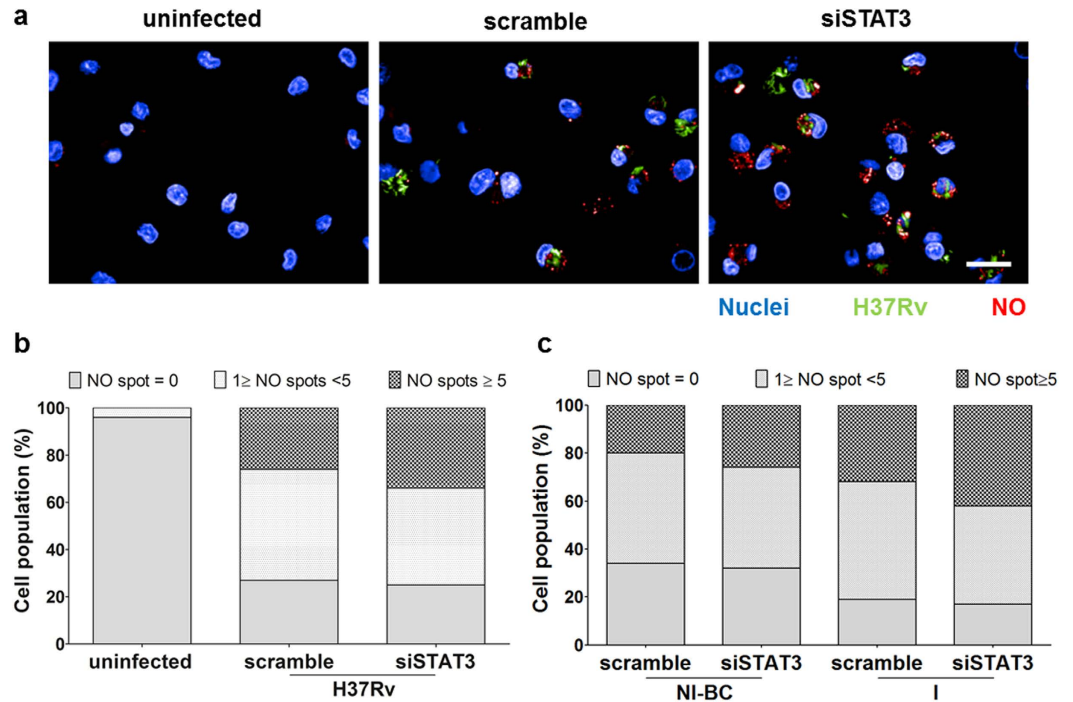 a
uninfected
scramble
siSTAT3
Nuclei
H37Rv
NO
b
NO spot = 0
1≥ NO spots <5
NO spots ≥ 5
Cell population (%)
100
80
60
40
20
0
uninfected
scramble
siSTAT3
H37Rv
c
NO spot = 0
1≥ NO spot <5
NO spot≥5
Cell population (%)
100
80
60
40
20
0
scramble
siSTAT3
scramble
siSTAT3
NI-BC
I